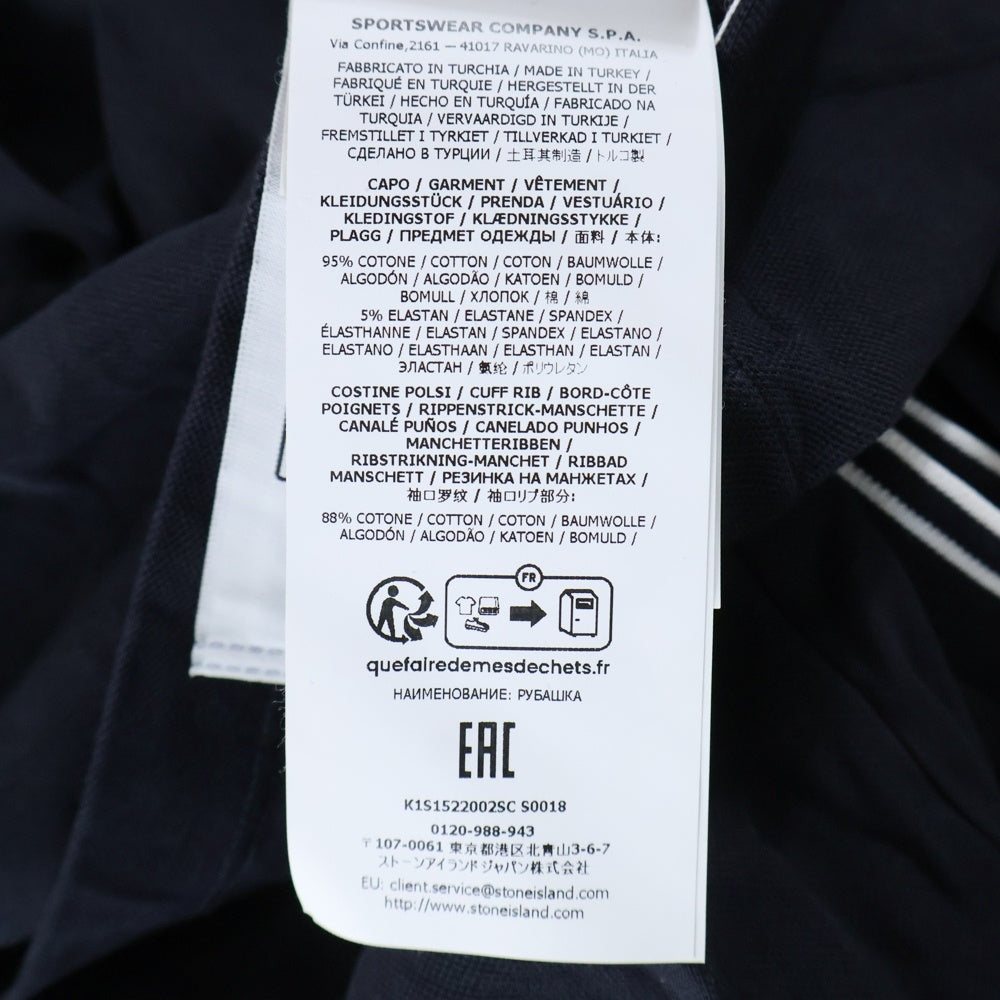 SPORTSWEAR COMPANY S.P.A.
Via Confine,2161 — 41017 RAVARINO (MO) ITALIA
FABBRICATO IN TURCHIA / MADE IN TURKEY /
FABRIQUÉ EN TURQUIE / HERGESTELLT IN DER
TÜRKEI / HECHO EN TURQUÍA / FABRICADO NA
TURQUIA / VERVAARDIGD IN TURKIJE /
FREMSTILLET I TYRKIET / TILLVERKAD I TURKIET /
СДЕЛАНО В ТУРЦИИ / 土耳其制造 / トルコ製
CAPO / GARMENT / VÊTEMENT /
KLEIDUNGSSTÜCK / PRENDA / VESTUÁRIO /
KLEDINGSTOF / KLÆDNINGSSTYKKE /
PLAGG / ПРЕДМЕТ ОДЕЖДЫ / 面料 / 本体:
95% COTONE / COTTON / COTON / BAUMWOLLE /
ALGODÓN / ALGODÃO / KATOEN / BOMULD /
BOMULL / ХЛОПОК / 棉 / 綿
5% ELASTAN / ELASTANE / SPANDEX /
ÉLASTHANNE / ELASTAN / SPANDEX / ELASTANO /
ELASTANO / ELASTHAAN / ELASTHAN / ELASTAN /
ЭЛАСТАН / 氨纶 / ポリウレタン
COSTINE POLSI / CUFF RIB / BORD-CÔTE
POIGNETS / RIPPENSTRICK-MANSCHETTE /
CANALÉ PUÑOS / CANELADO PUNHOS /
MANCHETTERIBBEN /
RIBSTRIKNING-MANCHET / RIBBAD
MANSCHETT / РЕЗИНКА НА МАНЖЕТАХ /
袖口罗纹 / 袖口リブ部分:
88% COTONE / COTTON / COTON / BAUMWOLLE /
ALGODÓN / ALGODÃO / KATOEN / BOMULD /
FR
quefairedemesdechets.fr
НАИМЕНОВАНИЕ: РУБАШКА
EAC
K1S1522002SC S0018
0120-988-943
〒107-0061 東京都港区北青山3-6-7
ストーンアイランドジャパン株式会社
EU: client.service@stoneisland.com
http://www.stoneisland.com